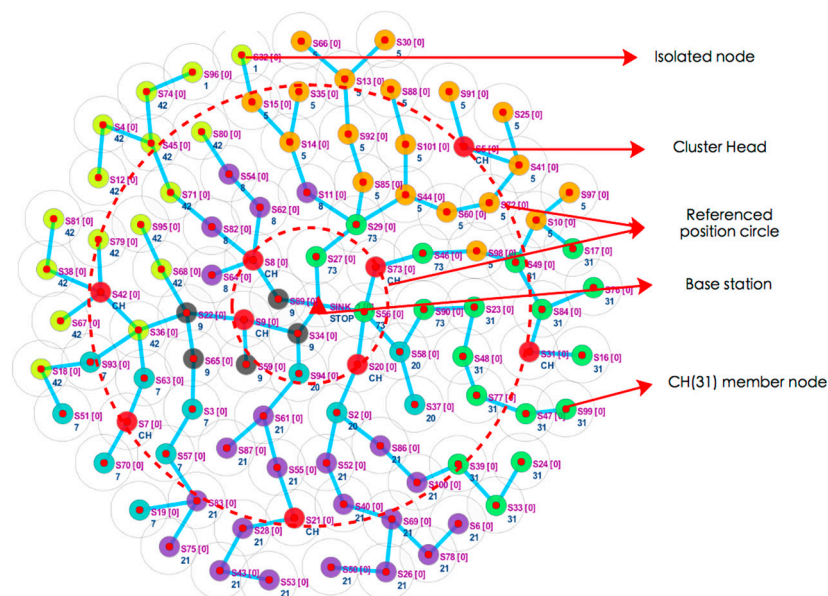 S66 [0]
5
S30 [0]
5
S32 [0]
1
Isolated node
S96 [0]
1
S13 [0]
5
S74 [0]
42
S35 [0]
5
S88 [0]
5
S91 [0]
5
S15 [0]
5
S25 [0]
5
S4 [0]
42
S80 [0]
42
S92 [0]
5
S45 [0]
42
S14 [0]
5
S101 [0]
5
S5 [0]
CH
Cluster Head
S41 [0]
5
S12 [0]
42
S54 [0]
8
S85 [0]
5
S71 [0]
42
S11 [0]
8
S44 [0]
5
S97 [0]
5
S72 [0]
5
S62 [0]
8
S60 [0]
5
Referenced
position circle
S81 [0]
42
S95 [0]
42
S82 [0]
8
S29 [0]
73
S10 [0]
5
S79 [0]
42
S17 [0]
31
S27 [0]
73
S46 [0]
73
S98 [0]
5
S8 [0]
CH
S49 [0]
31
S38 [0]
42
S68 [0]
42
S64 [0]
8
S73 [0]
CH
Base station
S42 [0]
CH
S76 [0]
31
S69 [0]
9
SINK
STOP
S56 [0]
73
S90 [0]
73
S23 [0]
31
S84 [0]
31
S67 [0]
42
S22 [0]
9
S9 [0]
CH
S36 [0]
42
S34 [0]
9
S58 [0]
20
S31 [0]
CH
S16 [0]
31
S48 [0]
31
S18 [0]
42
S93 [0]
7
S65 [0]
9
S59 [0]
9
S20 [0]
CH
S94 [0]
20
S63 [0]
7
CH(31) member node
S77 [0]
31
S51 [0]
7
S3 [0]
7
S61 [0]
21
S2 [0]
20
S37 [0]
20
S47 [0]
31
S99 [0]
31
S7 [0]
CH
S87 [0]
21
S86 [0]
21
S70 [0]
7
S57 [0]
7
S55 [0]
21
S52 [0]
21
S39 [0]
31
S24 [0]
31
S100 [0]
21
S19 [0]
7
S83 [0]
21
S40 [0]
21
S33 [0]
31
S21 [0]
CH
S69 [0]
21
S6 [0]
21
S28 [0]
21
S75 [0]
21
S78 [0]
21
S43 [0]
21
S53 [0]
21
S50 [0]
21
S26 [0]
21